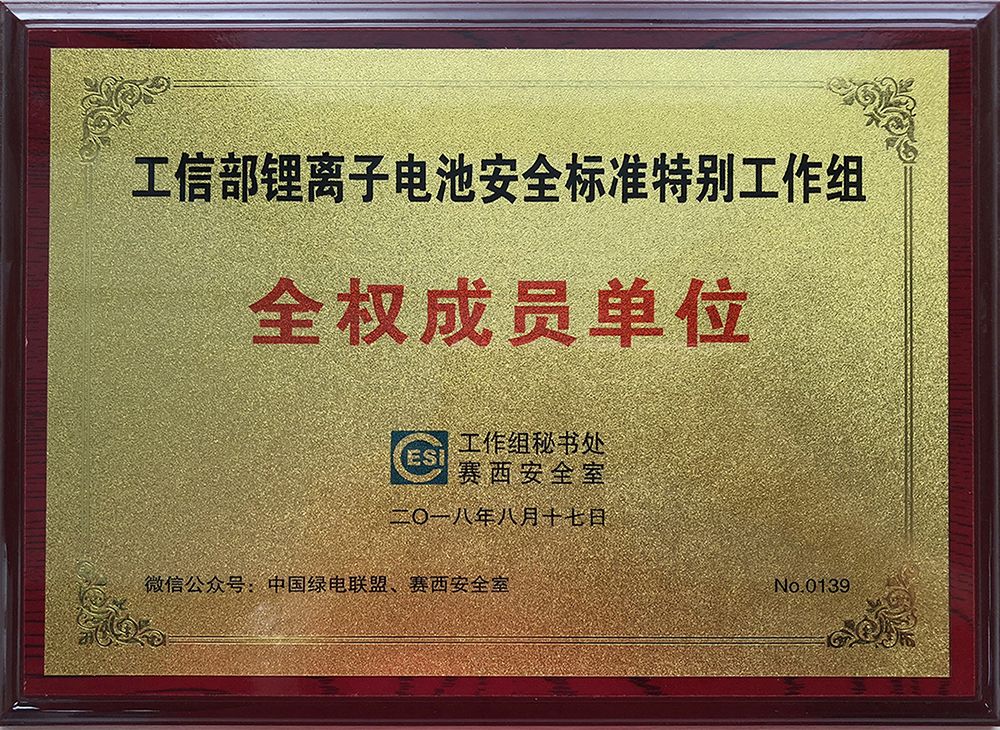 工信部锂离子电池安全标准特别工作组
全权成员单位
CESI
工作组秘书处
赛西安全室
二〇一八年八月十七日
微信公众号：中国绿电联盟、赛西安全室
No.0139